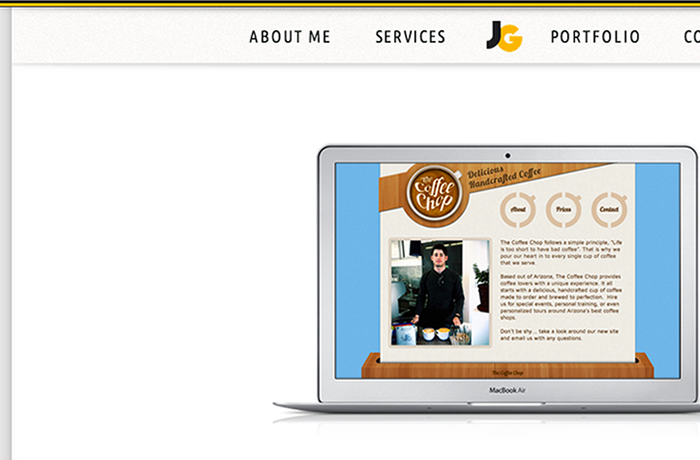 ABOUT ME SERVICES JG PORTFOLIO CO
The Coffee Chop
Delicious
Handcrafted Coffee
About Prices Contact
The Coffee Chop follows a simple principle, "Life
is too short to have bad coffee". That is why we
pour our heart in to every single cup of coffee
that we serve.
Based out of Arizona, The Coffee Chop provides
coffee lovers with a unique experience. It all
starts with a delicious, handcrafted cup of coffee
made to order and brewed to perfection. Hire
us for special events, personal training, or even
personalized tours around Arizona's best coffee
shops.
Don't be shy ... take a look around our new site
and email us with any questions.
The Coffee Chop
MacBook Air